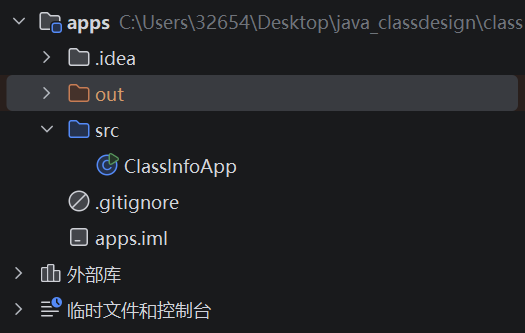 apps C:\Users\32654\Desktop\java_classdesign\class
.idea
out
src
ClassInfoApp
.gitignore
apps.iml
外部库
临时文件和控制台